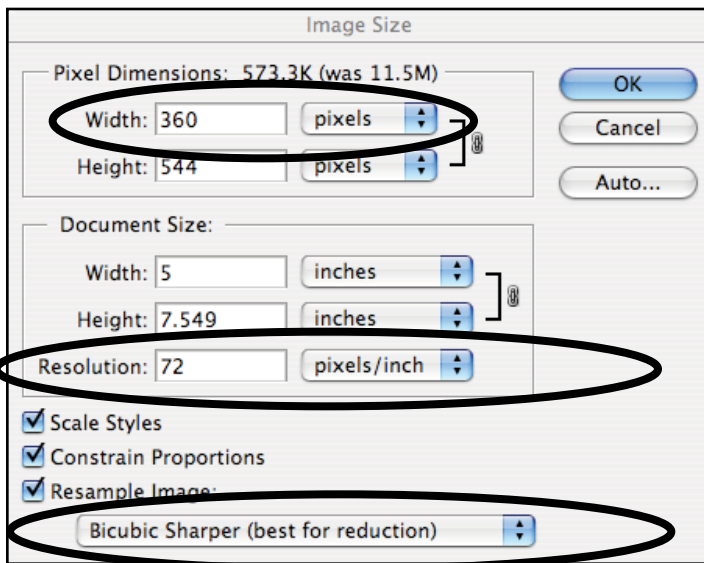 Image Size
Pixel Dimensions: 573.3K (was 11.5M)
OK
Width: 360 pixels
Cancel
Height: 544 pixels
Auto...
Document Size:
Width: 5 inches
Height: 7.549 inches
Resolution: 72 pixels/inch
Scale Styles
Constrain Proportions
Resample Image:
Bicubic Sharper (best for reduction)